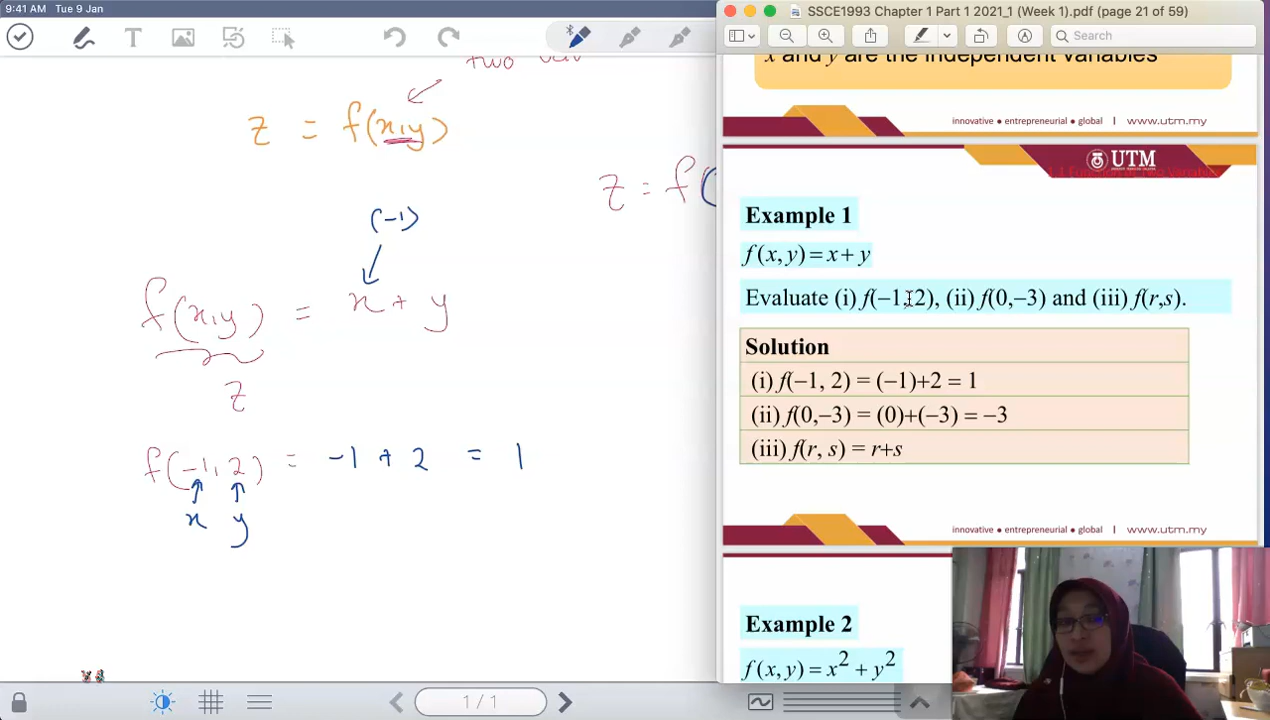 9:41 AM Tue 9 Jan
two var
z = f(x,y)
z = f(
(-1)
f(x,y) = x + y
z
f(-1, 2) = -1 + 2 = 1
x y
1 / 1
SSCE1993 Chapter 1 Part 1 2021_1 (Week 1).pdf (page 21 of 59)
Search
x and y are the independent variables
innovative ● entrepreneurial ● global | www.utm.my
UTM
Example 1
f(x, y) = x + y
Evaluate (i) f(−1, 2), (ii) f(0,−3) and (iii) f(r,s).
Solution
(i) f(−1, 2) = (−1)+2 = 1
(ii) f(0,−3) = (0)+(−3) = −3
(iii) f(r, s) = r+s
innovative ● entrepreneurial ● global | www.utm.my
Example 2
f(x, y) = x² + y²